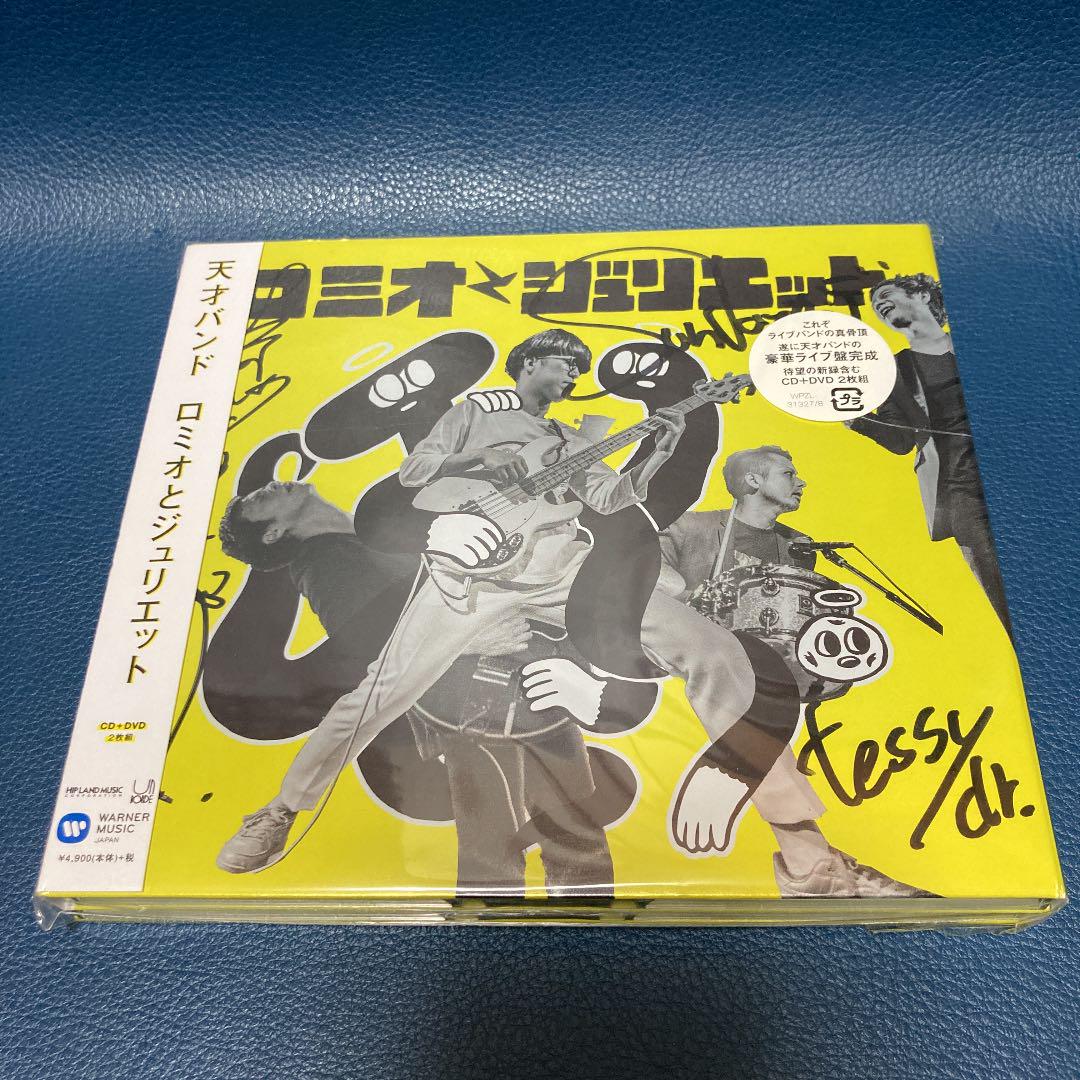 天才バンド ロミオとジュリエット
CD+DVD
2枚組
HIP LAND MUSIC
CORPORATION
WARNER
MUSIC
JAPAN
¥4,900(本体)+税
ロミオとジュリエット
これぞ
ライブバンドの真骨頂
遂に天才バンドの
豪華ライブ盤完成
待望の新録含む
CD+DVD 2枚組
WPZL-
31327/8
プラ
tessy
/dr.